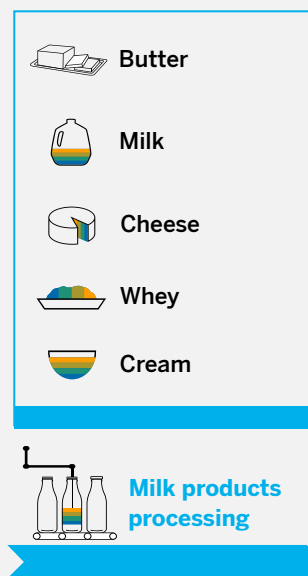 Butter
Milk
Cheese
Whey
Cream
Milk products
processing